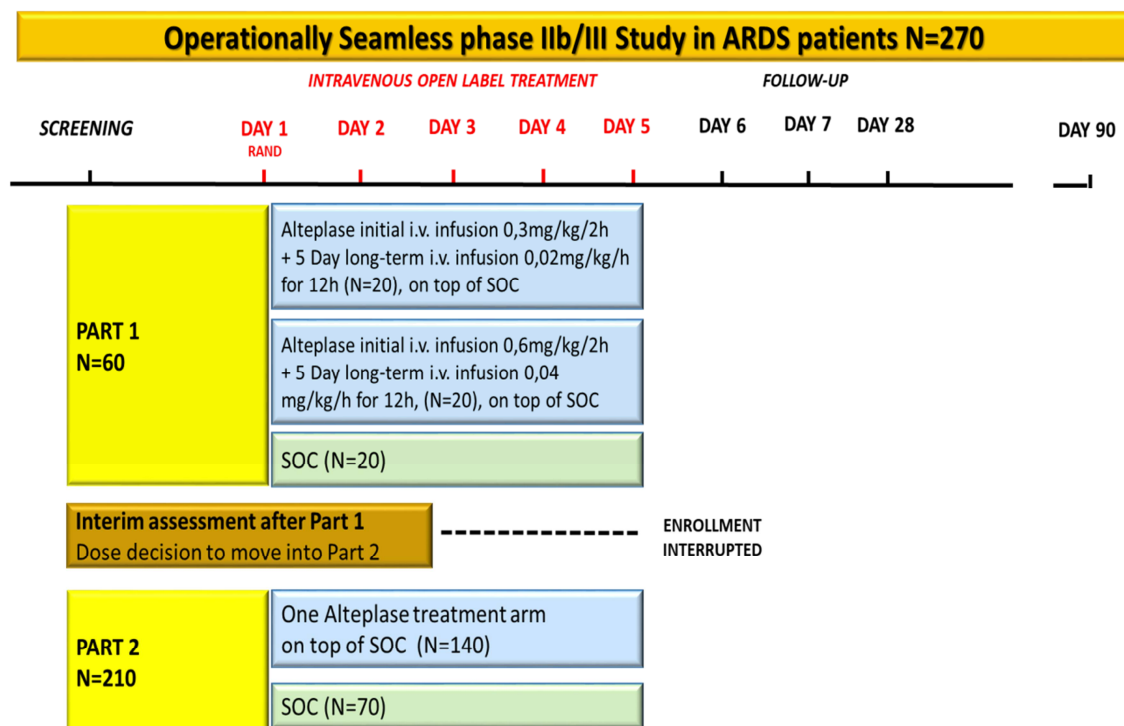 Operationally Seamless phase IIb/III Study in ARDS patients N=270
INTRAVENOUS OPEN LABEL TREATMENT
FOLLOW-UP
SCREENING
DAY 1
RAND
DAY 2
DAY 3
DAY 4
DAY 5
DAY 6
DAY 7
DAY 28
DAY 90
PART 1
N=60
Alteplase initial i.v. infusion 0,3mg/kg/2h
+ 5 Day long-term i.v. infusion 0,02mg/kg/h
for 12h (N=20), on top of SOC
Alteplase initial i.v. infusion 0,6mg/kg/2h
+ 5 Day long-term i.v. infusion 0,04
mg/kg/h for 12h, (N=20), on top of SOC
SOC (N=20)
Interim assessment after Part 1
Dose decision to move into Part 2
ENROLLMENT
INTERRUPTED
PART 2
N=210
One Alteplase treatment arm
on top of SOC (N=140)
SOC (N=70)